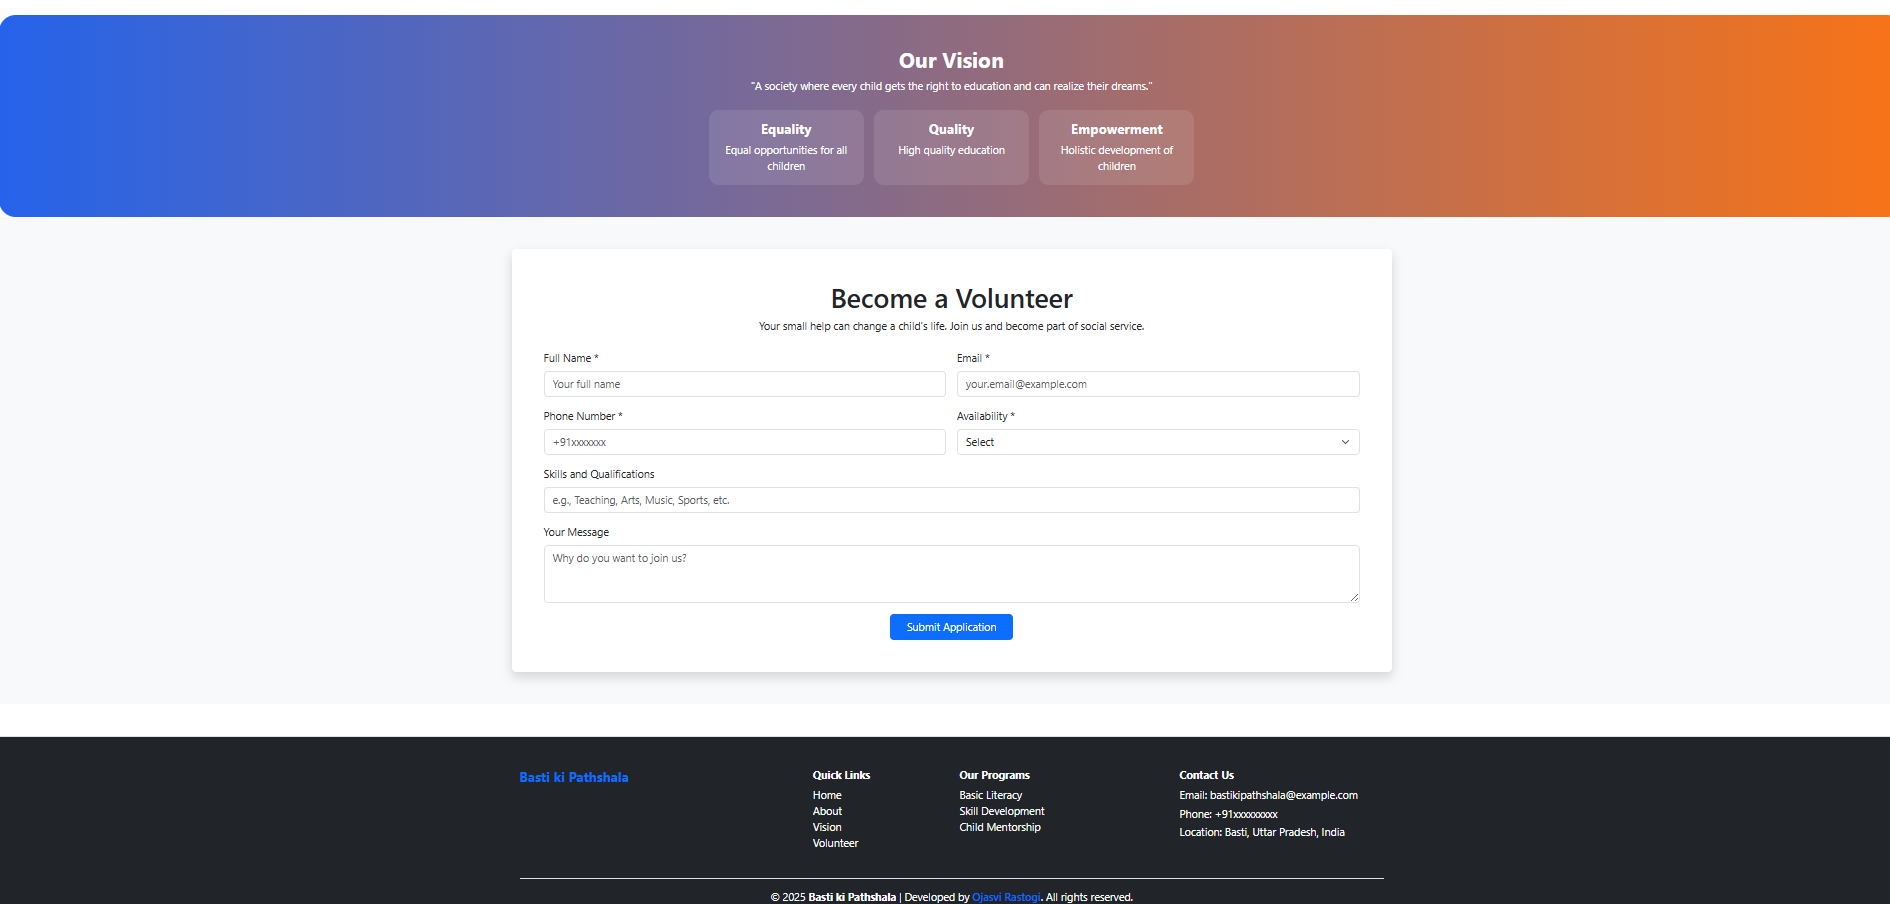 Our Vision
"A society where every child gets the right to education and can realize their dreams."
Equality
Equal opportunities for all
children
Quality
High quality education
Empowerment
Holistic development of
children
Become a Volunteer
Your small help can change a child's life. Join us and become part of social service.
Full Name *
Your full name
Email *
your.email@example.com
Phone Number *
+91xxxxxxx
Availability *
Select
Skills and Qualifications
e.g., Teaching, Arts, Music, Sports, etc.
Your Message
Why do you want to join us?
Submit Application
Basti ki Pathshala
Quick Links
Home
About
Vision
Volunteer
Our Programs
Basic Literacy
Skill Development
Child Mentorship
Contact Us
Email: bastikipathshala@example.com
Phone: +91xxxxxxxxx
Location: Basti, Uttar Pradesh, India
© 2025 Basti ki Pathshala | Developed by Ojasvi Rastogi. All rights reserved.